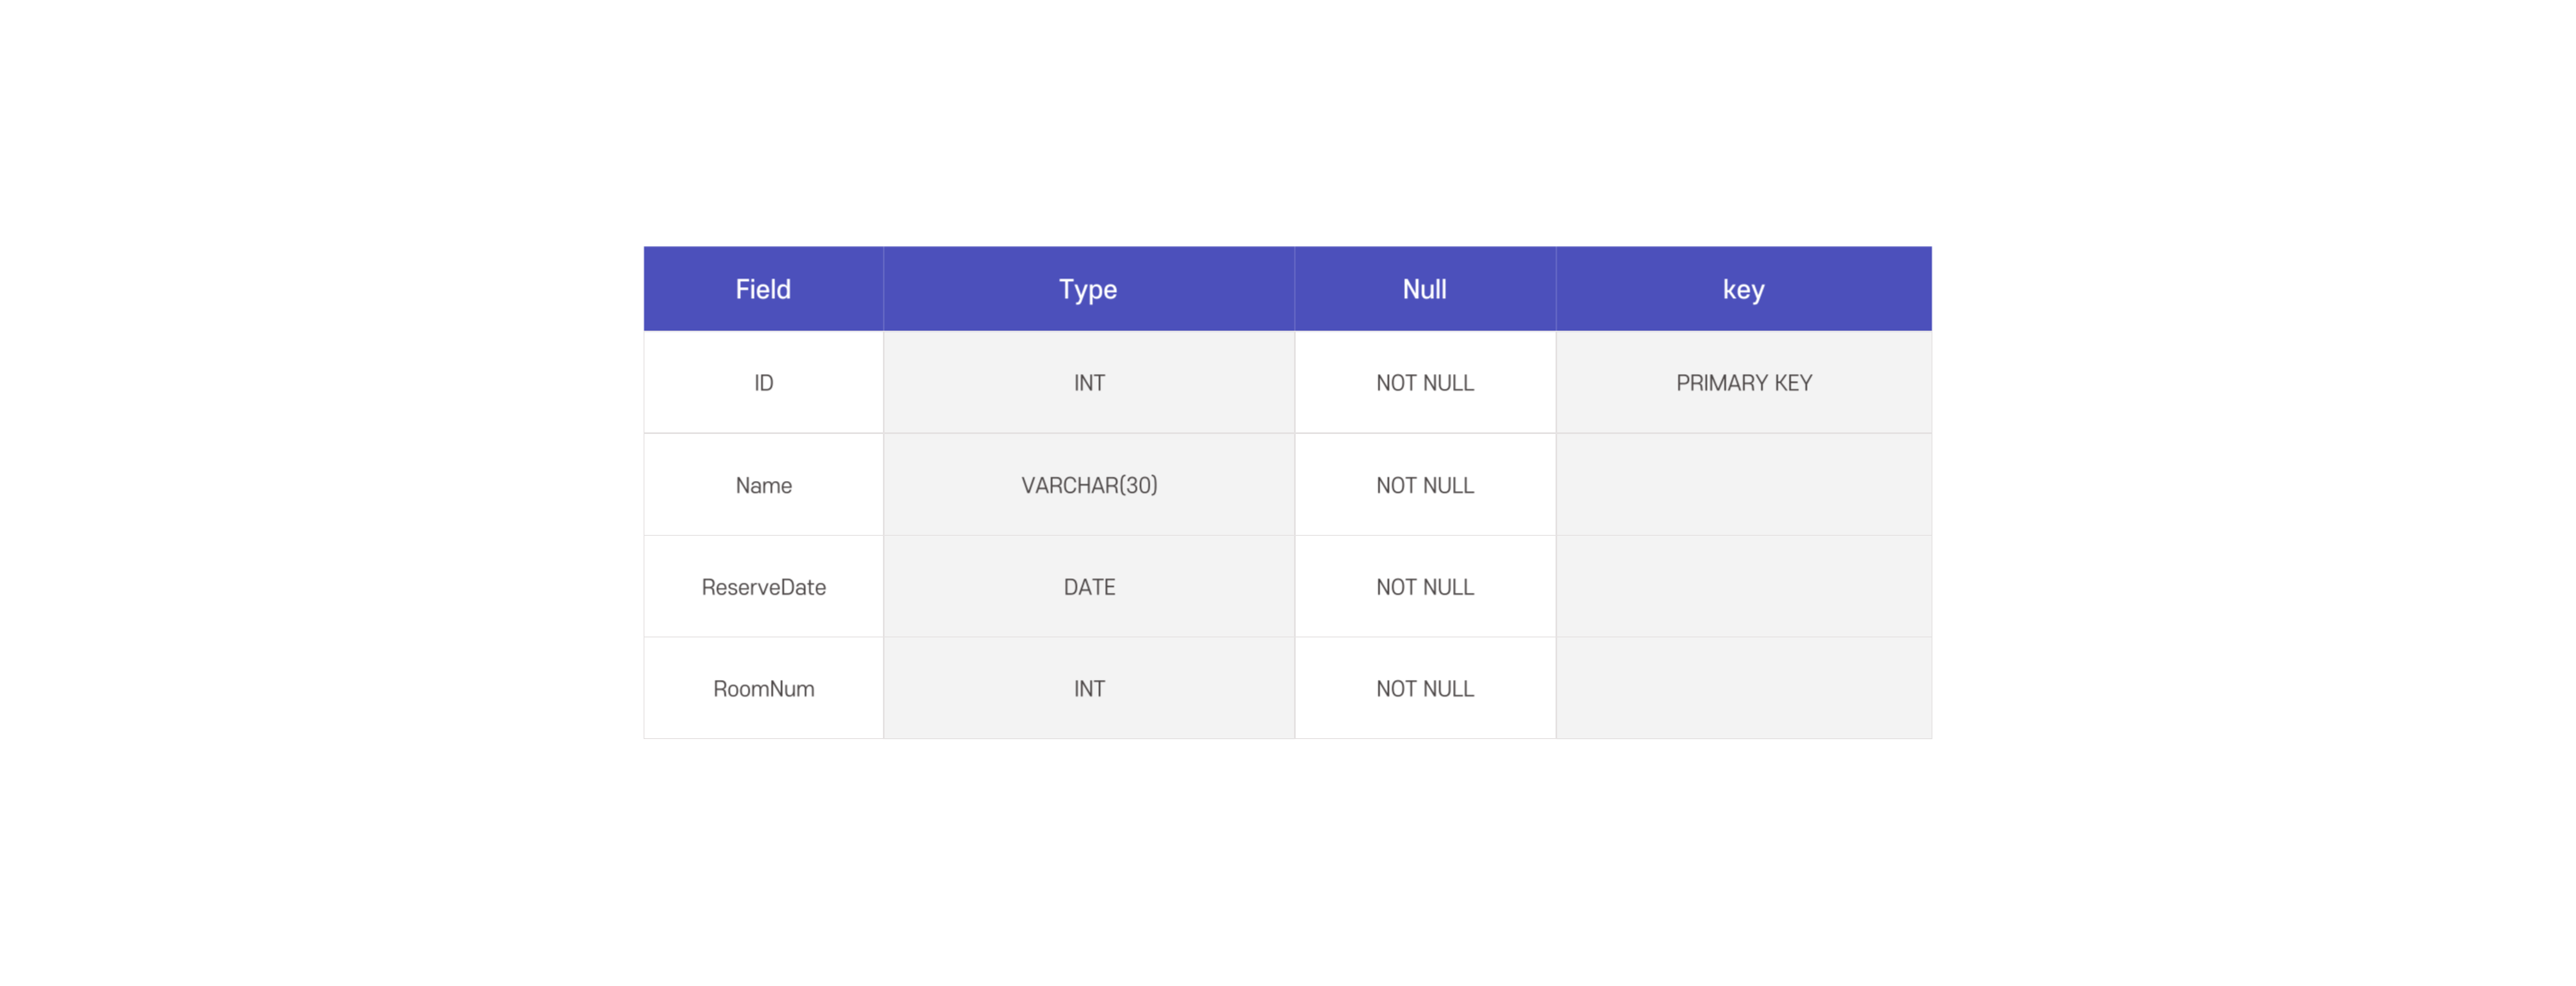 Field Type Null key
ID INT NOT NULL PRIMARY KEY
Name VARCHAR(30) NOT NULL
ReserveDate DATE NOT NULL
RoomNum INT NOT NULL